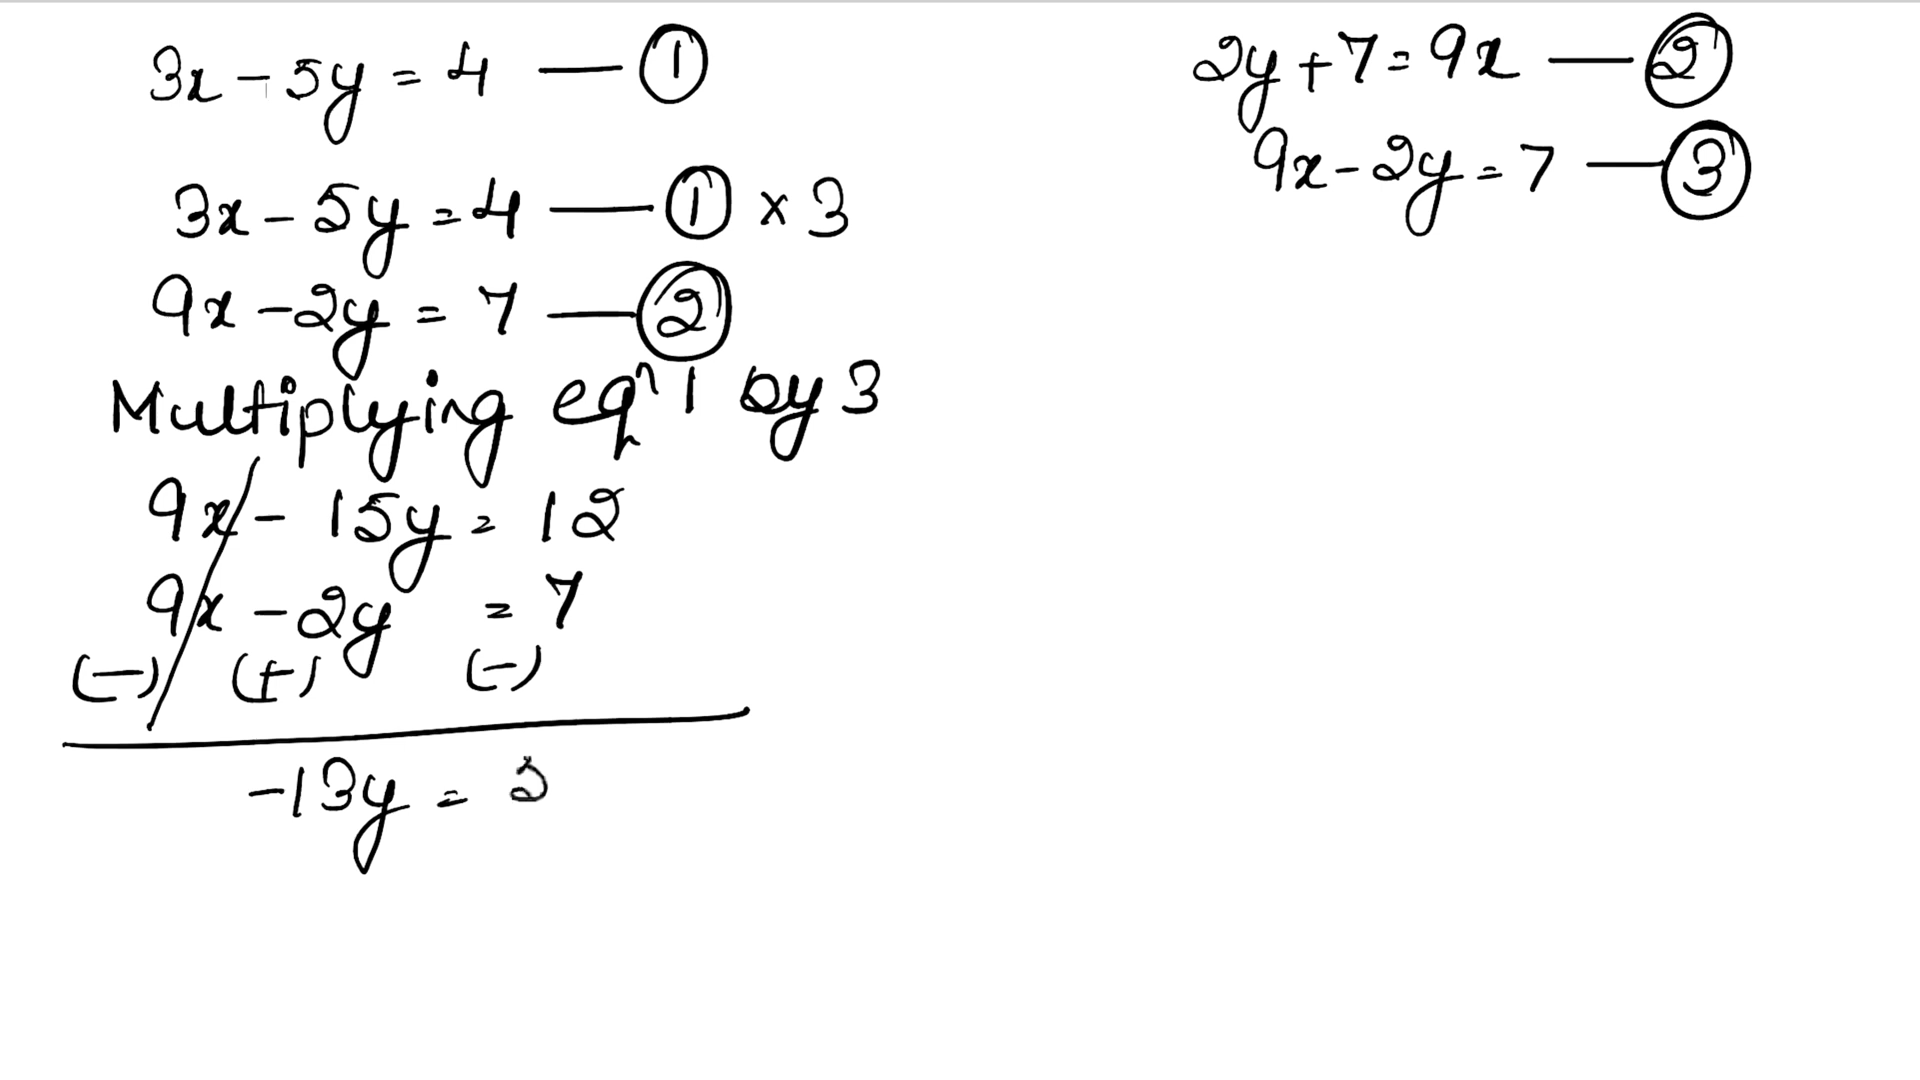 3x - 5y = 4 — ①
3x - 5y = 4 — ① × 3
9x - 2y = 7 — ②
Multiplying eqⁿ 1 by 3
9x - 15y = 12
9x - 2y = 7
(-) (+) (-)
-13y =
2y + 7 = 9x — ②
9x - 2y = 7 — ③